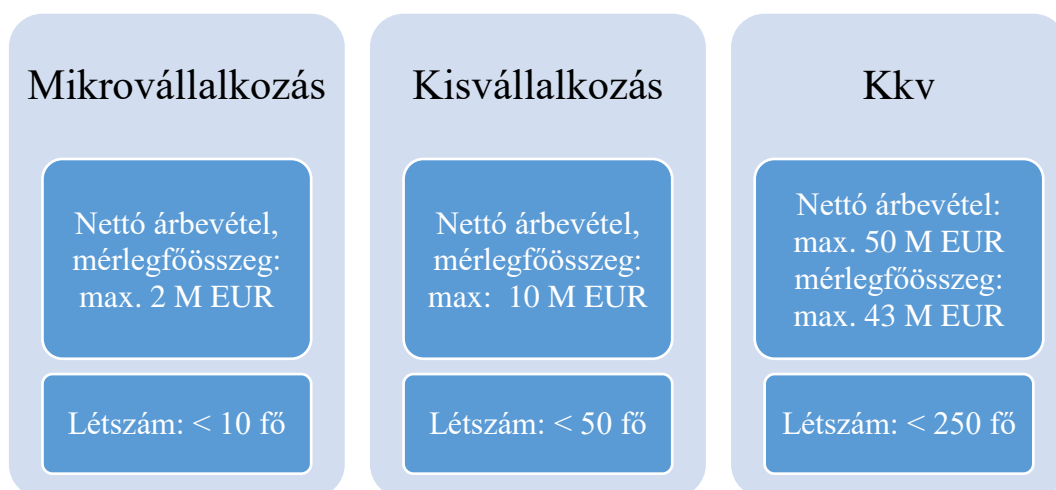 Mikrovállalkozás
Nettó árbevétel,
mérlegfőösszeg:
max. 2 M EUR
Létszám: < 10 fő
Kisvállalkozás
Nettó árbevétel,
mérlegfőösszeg:
max:  10 M EUR
Létszám: < 50 fő
Kkv
Nettó árbevétel:
max. 50 M EUR
mérlegfőösszeg:
max. 43 M EUR
Létszám: < 250 fő